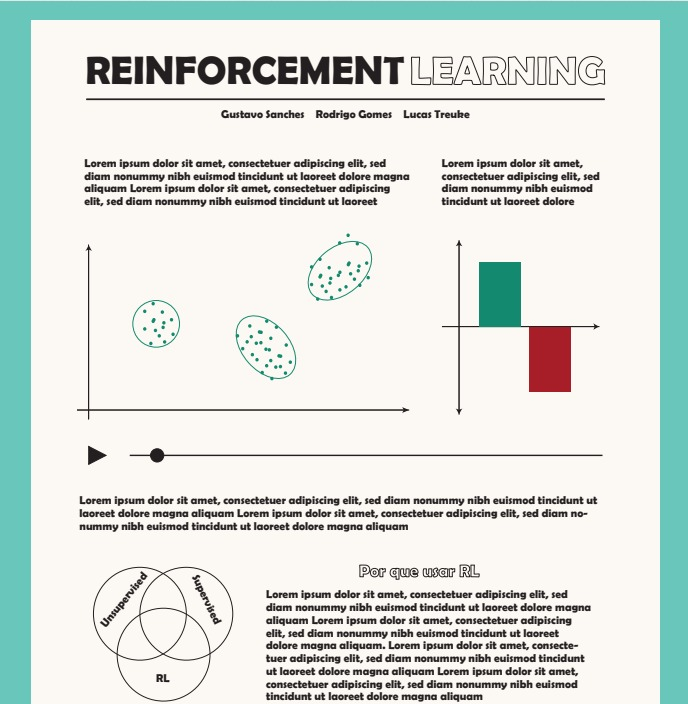 REINFORCEMENT LEARNING
Gustavo Sanches Rodrigo Gomes Lucas Treuke
Lorem ipsum dolor sit amet, consectetuer adipiscing elit, sed
diam nonummy nibh euismod tincidunt ut laoreet dolore magna
aliquam Lorem ipsum dolor sit amet, consectetuer adipiscing
elit, sed diam nonummy nibh euismod tincidunt ut laoreet
Lorem ipsum dolor sit amet,
consectetuer adipiscing elit, sed
diam nonummy nibh euismod
tincidunt ut laoreet dolore
Lorem ipsum dolor sit amet, consectetuer adipiscing elit, sed diam nonummy nibh euismod tincidunt ut
laoreet dolore magna aliquam Lorem ipsum dolor sit amet, consectetuer adipiscing elit, sed diam no-
nummy nibh euismod tincidunt ut laoreet dolore magna aliquam
Unsupervised
Supervised
RL
Por que usar RL
Lorem ipsum dolor sit amet, consectetuer adipiscing elit, sed
diam nonummy nibh euismod tincidunt ut laoreet dolore magna
aliquam Lorem ipsum dolor sit amet, consectetuer adipiscing
elit, sed diam nonummy nibh euismod tincidunt ut laoreet
dolore magna aliquam. Lorem ipsum dolor sit amet, consecte-
tuer adipiscing elit, sed diam nonummy nibh euismod tincidunt
ut laoreet dolore magna aliquam Lorem ipsum dolor sit amet,
consectetuer adipiscing elit, sed diam nonummy nibh euismod
tincidunt ut laoreet dolore magna aliquam